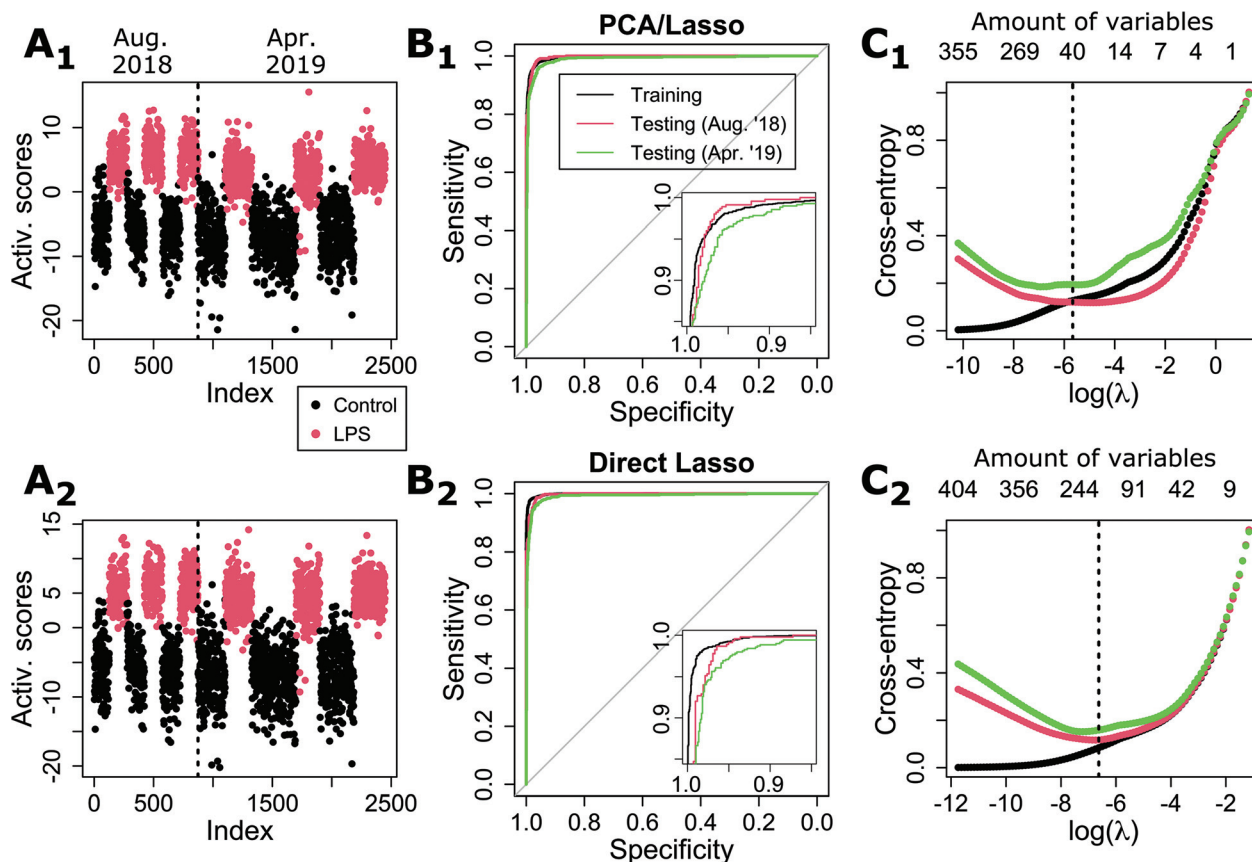 A1
Aug.
2018
Apr.
2019
Activ. scores
10
0
-10
-20
0 500 1500 2500
Index
Control
LPS
B1
PCA/Lasso
Sensitivity
1.0
0.8
0.6
0.4
0.2
0.0
Training
Testing (Aug. '18)
Testing (Apr. '19)
1.0
0.9
1.0 0.9
1.0 0.8 0.6 0.4 0.2 0.0
Specificity
C1
Amount of variables
355 269 40 14 7 4 1
Cross-entropy
0.8
0.4
0.0
-10 -8 -6 -4 -2 0
log(λ)
A2
Activ. scores
15
5
0
-10
-20
0 500 1500 2500
Index
B2
Direct Lasso
Sensitivity
1.0
0.8
0.6
0.4
0.2
0.0
1.0
0.9
1.0 0.9
1.0 0.8 0.6 0.4 0.2 0.0
Specificity
C2
Amount of variables
404 356 244 91 42 9
Cross-entropy
0.8
0.4
0.0
-12 -10 -8 -6 -4 -2
log(λ)